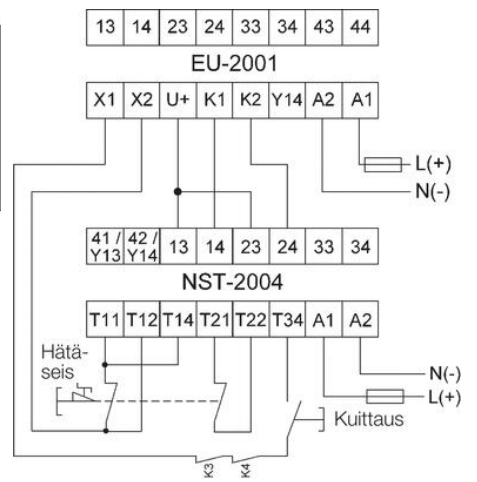 13 14 23 24 33 34 43 44
EU-2001
X1 X2 U+ K1 K2 Y14 A2 A1
L(+)
N(-)
41 / Y13 42 / Y14 13 14 23 24 33 34
NST-2004
T11 T12 T14 T21 T22 T34 A1 A2
Hätä-
seis
N(-)
L(+)
Kuittaus
K3 K4